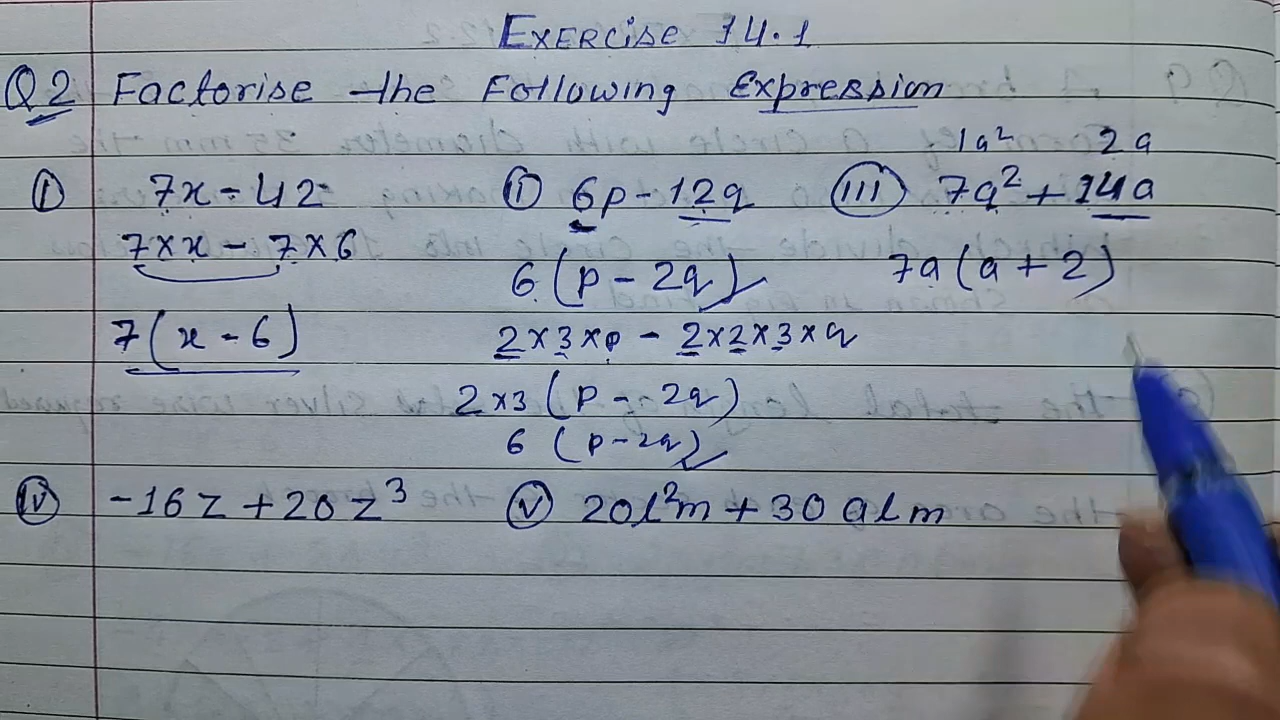 Exercise 14.1
Q2 Factorise the Following Expression
1a² 2a
(i) 7x - 42 (i) 6p - 12q (III) 7a² + 14a
7×x - 7×6
6(p - 2q) 7a(a + 2)
7(x - 6)
2×3×p - 2×2×3×q
2×3(p - 2q)
6(p - 2q)
(iv) -16z + 20z³ (v) 20l²m + 30alm